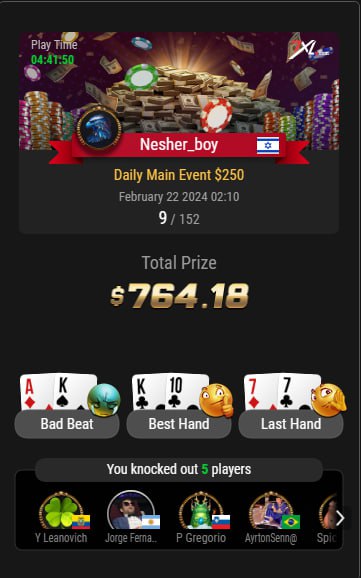 Play Time
04:41:50
XL
Nesher_boy
Daily Main Event $250
February 22 2024 02:10
9 / 152
Total Prize
$764.18
A K
K 10
7 7
Bad Beat
Best Hand
Last Hand
You knocked out 5 players
Y Leanovich
Jorge Ferna...
P Gregorio
AyrtonSenn@
Spic